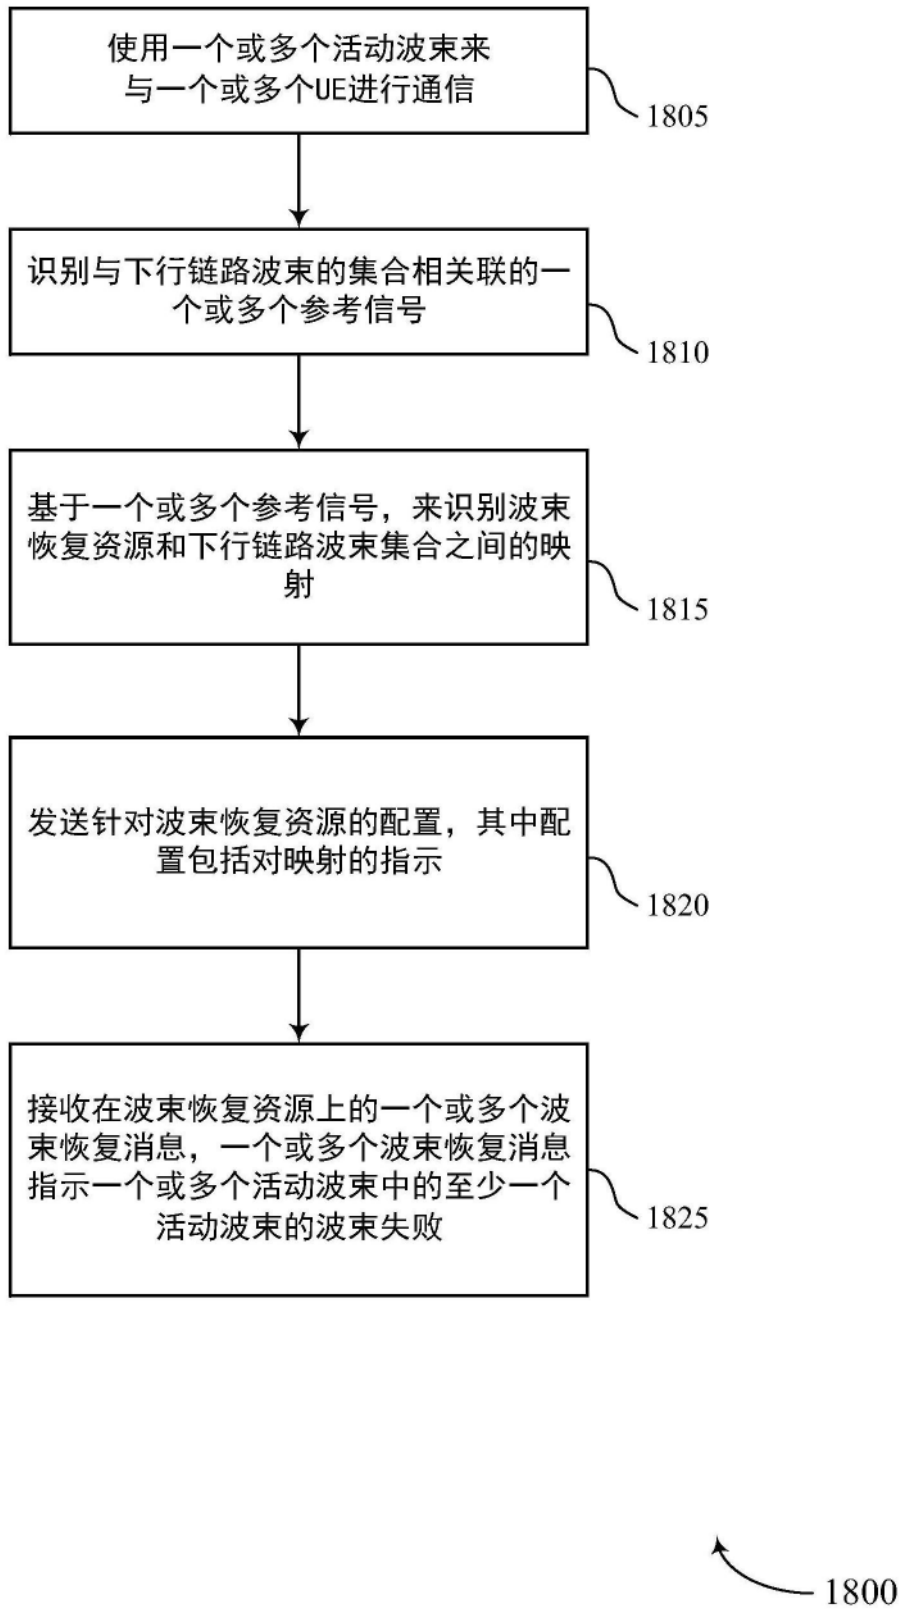 使用一个或多个活动波束来
与一个或多个UE进行通信
1805
识别与下行链路波束的集合相关联的一
个或多个参考信号
1810
基于一个或多个参考信号，来识别波束
恢复资源和下行链路波束集合之间的映
射
1815
发送针对波束恢复资源的配置，其中配
置包括对映射的指示
1820
接收在波束恢复资源上的一个或多个波
束恢复消息，一个或多个波束恢复消息
指示一个或多个活动波束中的至少一个
活动波束的波束失败
1825
1800